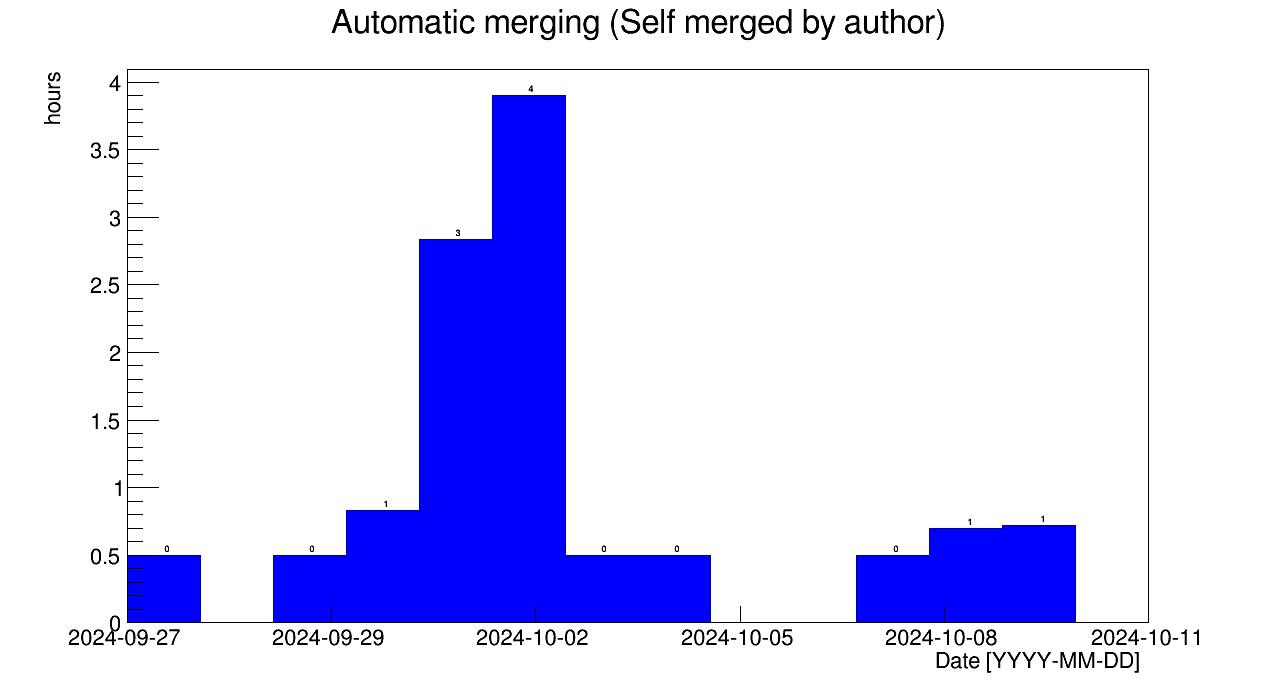 Automatic merging (Self merged by author)
hours
4
3.5
3
2.5
2
1.5
1
0.5
0
0 0 1 3 4 0 0 0 1 1
2024-09-27 2024-09-29 2024-10-02 2024-10-05 2024-10-08 2024-10-11
Date [YYYY-MM-DD]